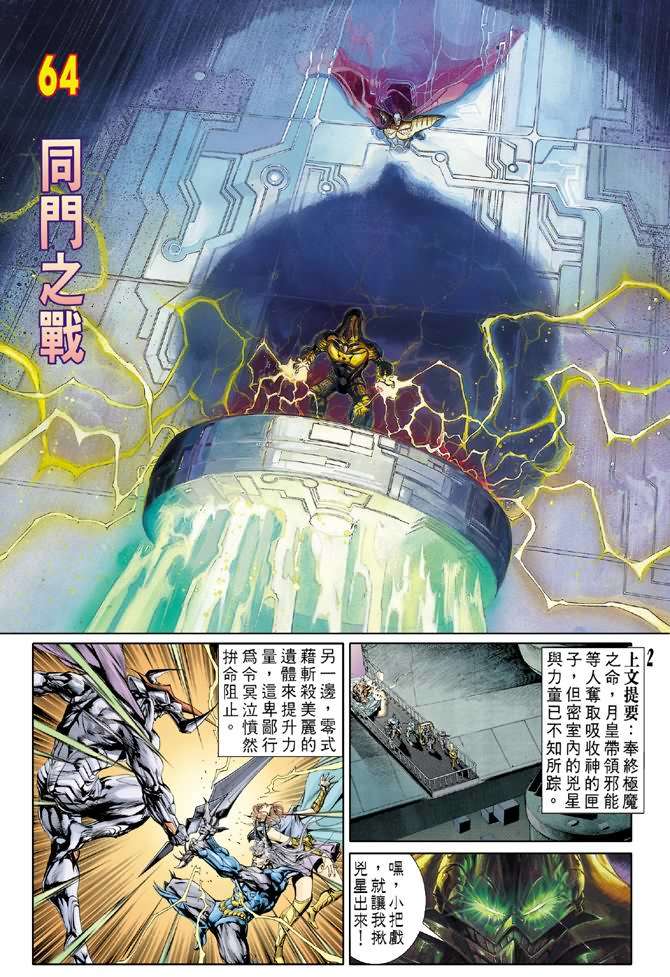 64
同門之戰
2
上文提要：奉終極魔
之命，月皇帶領邪能
等人奪取吸收神的匣
子，但密室內的兇星
與力童已不知所踪。
另一邊，零式
藉斬殺美麗的
遺體來提升力
量，這卑鄙行
爲令冥泣憤然
拼命阻止。
嘿，小把戲
，就讓我揪
兇星出來！